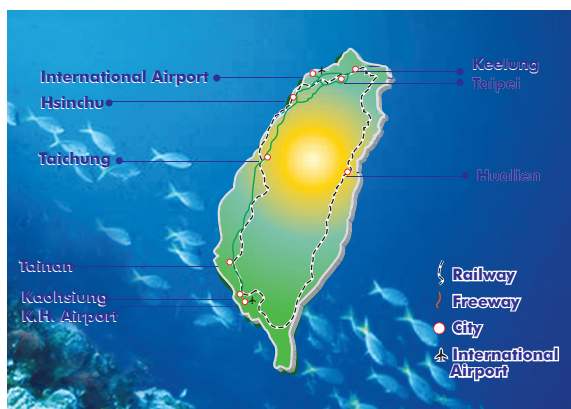 Keelung
International Airport
Taipei
Hsinchu
Taichung
Hualien
Tainan
Kaohsiung
K.H. Airport
Railway
Freeway
City
International
Airport